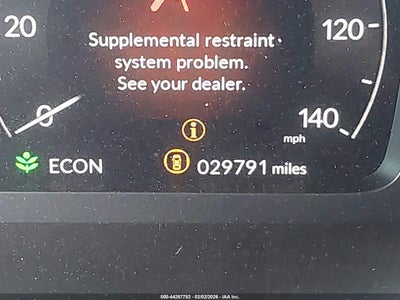 20
120
Supplemental restraint
system problem.
See your dealer.
0
140
i
mph
ECON
029791 miles
000-44287782 - 02/02/2026 - IAA Inc.